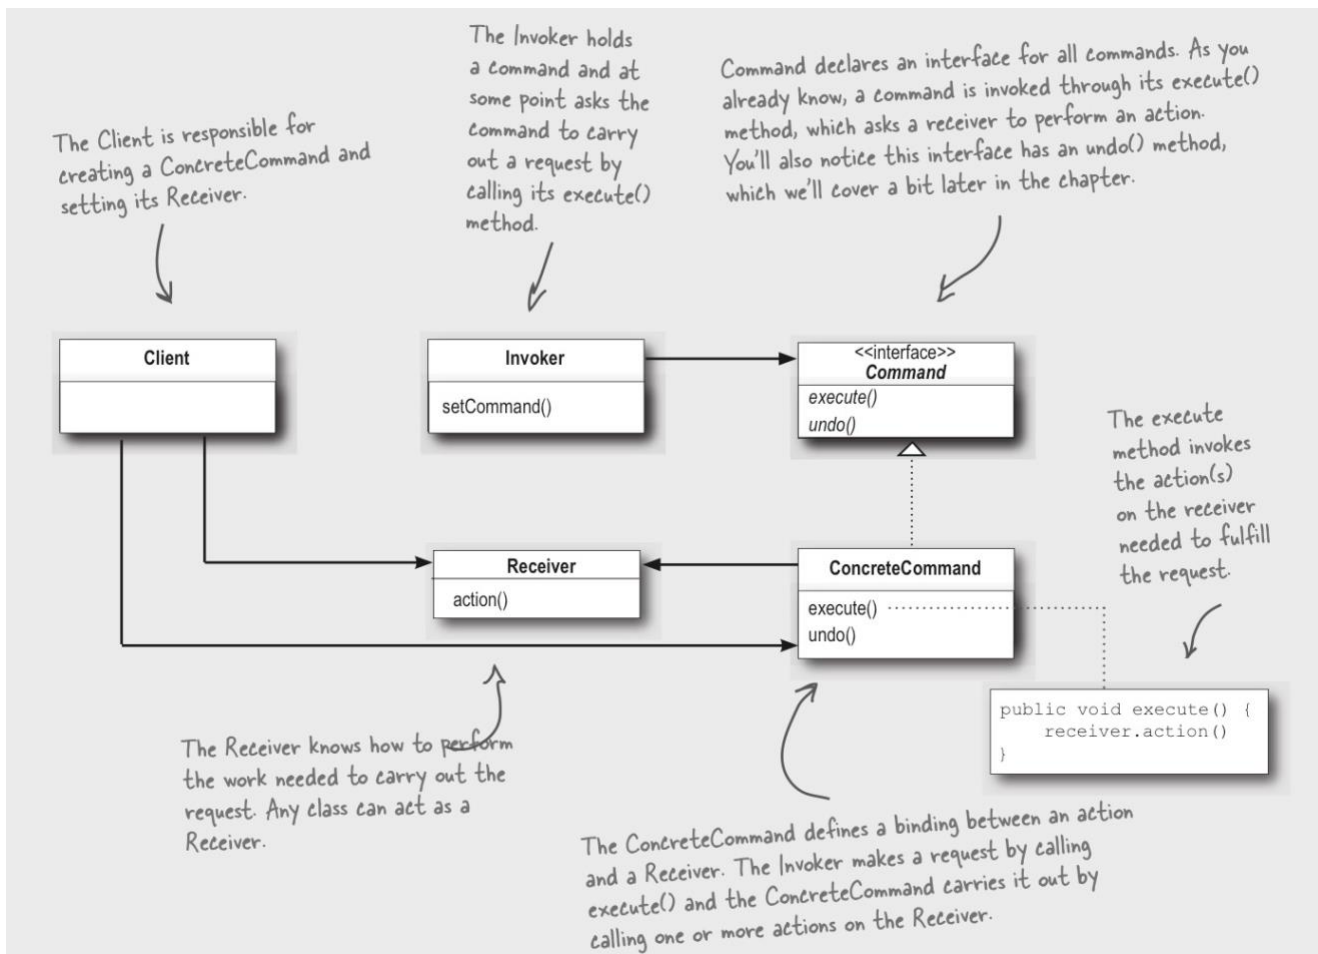 The Client is responsible for
creating a ConcreteCommand and
setting its Receiver.
The Invoker holds
a command and at
some point asks the
command to carry
out a request by
calling its execute()
method.
Command declares an interface for all commands. As you
already know, a command is invoked through its execute()
method, which asks a receiver to perform an action.
You'll also notice this interface has an undo() method,
which we'll cover a bit later in the chapter.
Client
Invoker
setCommand()
<<interface>>
Command
execute()
undo()
The execute
method invokes
the action(s)
on the receiver
needed to fulfill
the request.
Receiver
action()
ConcreteCommand
execute()
undo()
public void execute() {
receiver.action()
}
The Receiver knows how to perform
the work needed to carry out the
request. Any class can act as a
Receiver.
The ConcreteCommand defines a binding between an action
and a Receiver. The Invoker makes a request by calling
execute() and the ConcreteCommand carries it out by
calling one or more actions on the Receiver.